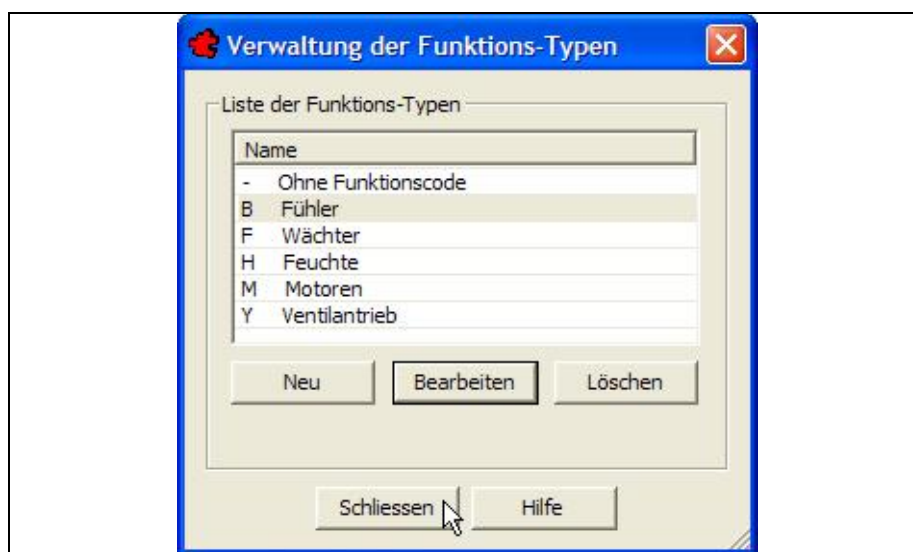 Verwaltung der Funktions-Typen
Liste der Funktions-Typen
Name
- Ohne Funktionscode
B Fühler
F Wächter
H Feuchte
M Motoren
Y Ventilantrieb
Neu Bearbeiten Löschen
Schliessen Hilfe